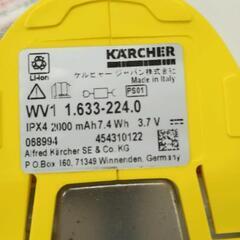 KÄRCHER
Li-ion
ケルヒャー ジャパン株式会社
Made in Italy
PS01
WV1 1.633-224.0
IPX4 2000 mAh 7.4 Wh 3.7 V
068994 454310122
Alfred Kärcher SE & Co. KG
P.O.Box 160, 71349 Winnenden, Germany